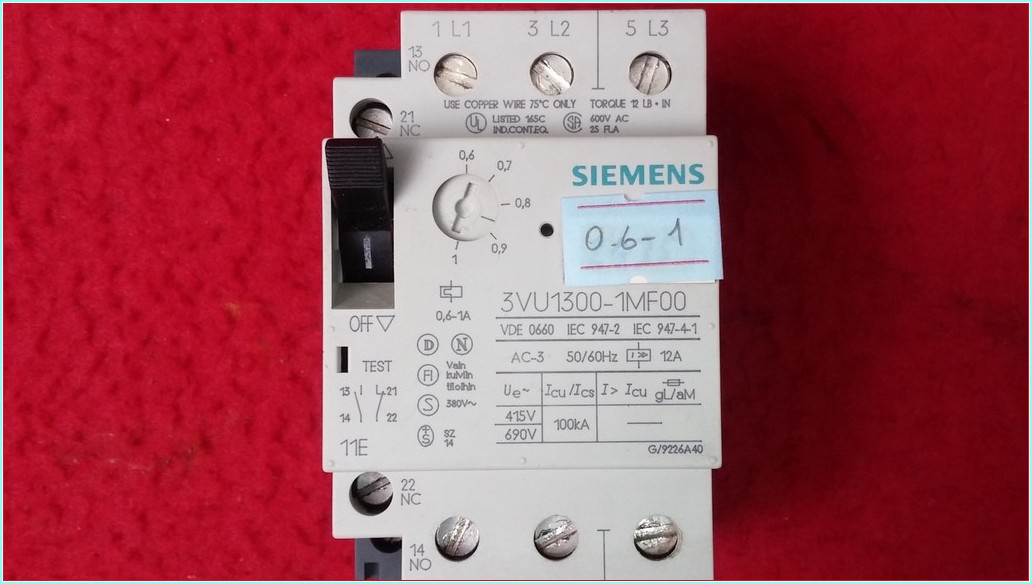 1 L1 3 L2 5 L3
13
NO
21
NC
USE COPPER WIRE 75°C ONLY TORQUE 12 LB • IN
UL LISTED 165C
IND.CONT.EQ.
600V AC
25 FLA
0,6
0,7
0,8
0,9
1
SIEMENS
0.6-1
0,6-1A
3VU1300-1MF00
VDE 0660 IEC 947-2 IEC 947-4-1
AC-3 50/60Hz I>> 12A
Ue~ Icu/Ics I> Icu gL/aM
415V
690V
100kA
G/9226A40
OFF
TEST
13 21
14 22
11E
D N
FI
Vain
kuiviin
tiloihin
S
380V~
+S
SZ
14
22
NC
14
NO